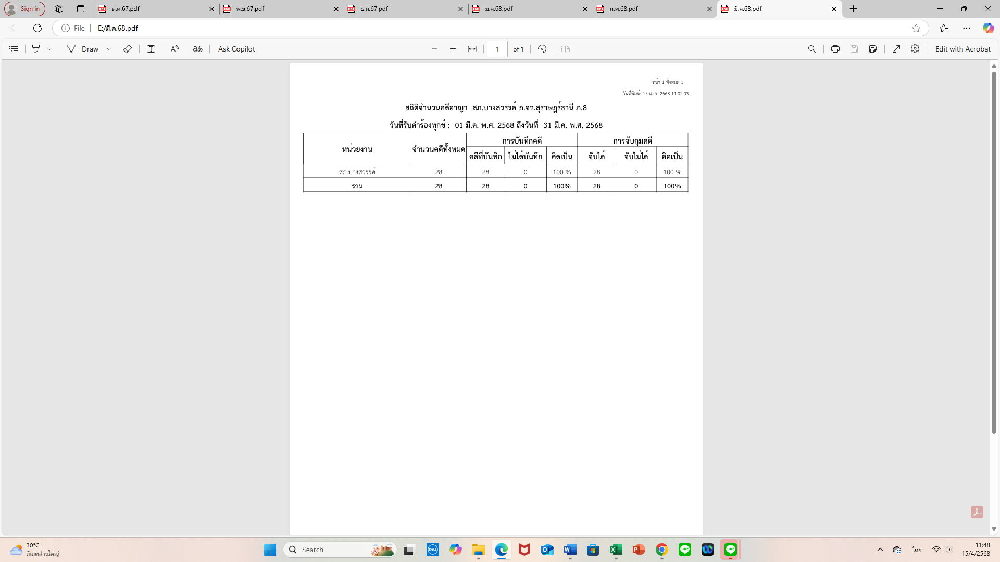 Sign in
ต.ค.67.pdf
พ.ย.67.pdf
ธ.ค.67.pdf
ม.ค.68.pdf
ก.พ.68.pdf
มี.ค.68.pdf
File
E:/มี.ค.68.pdf
Draw
aあ
Ask Copilot
1 of 1
Edit with Acrobat
หน้า 1 ทั้งหมด 1
วันที่พิมพ์: 15 เม.ย. 2568 11:02:03
สถิติจำนวนคดีอาญา สภ.บางสวรรค์ ภ.จว.สุราษฎร์ธานี ภ.8
วันที่รับคำร้องทุกข์ : 01 มี.ค. พ.ศ. 2568 ถึงวันที่ 31 มี.ค. พ.ศ. 2568
หน่วยงาน จำนวนคดีทั้งหมด การบันทึกคดี การจับกุมคดี
คดีที่บันทึก ไม่ได้บันทึก คิดเป็น จับได้ จับไม่ได้ คิดเป็น
สภ.บางสวรรค์ 28 28 0 100 % 28 0 100 %
รวม 28 28 0 100% 28 0 100%
30°C
มีเมฆส่วนใหญ่
Search
DELL
LINE
LINE
ไทย
11:48
15/4/2568